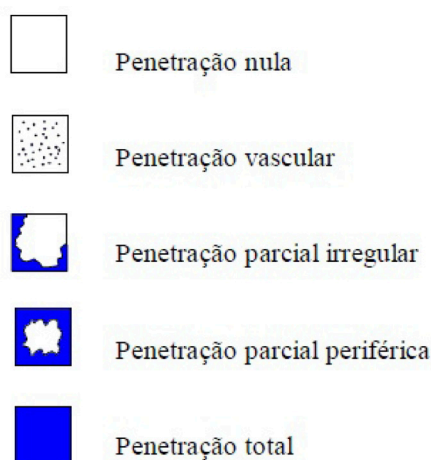 Penetração nula
Penetração vascular
Penetração parcial irregular
Penetração parcial periférica
Penetração total